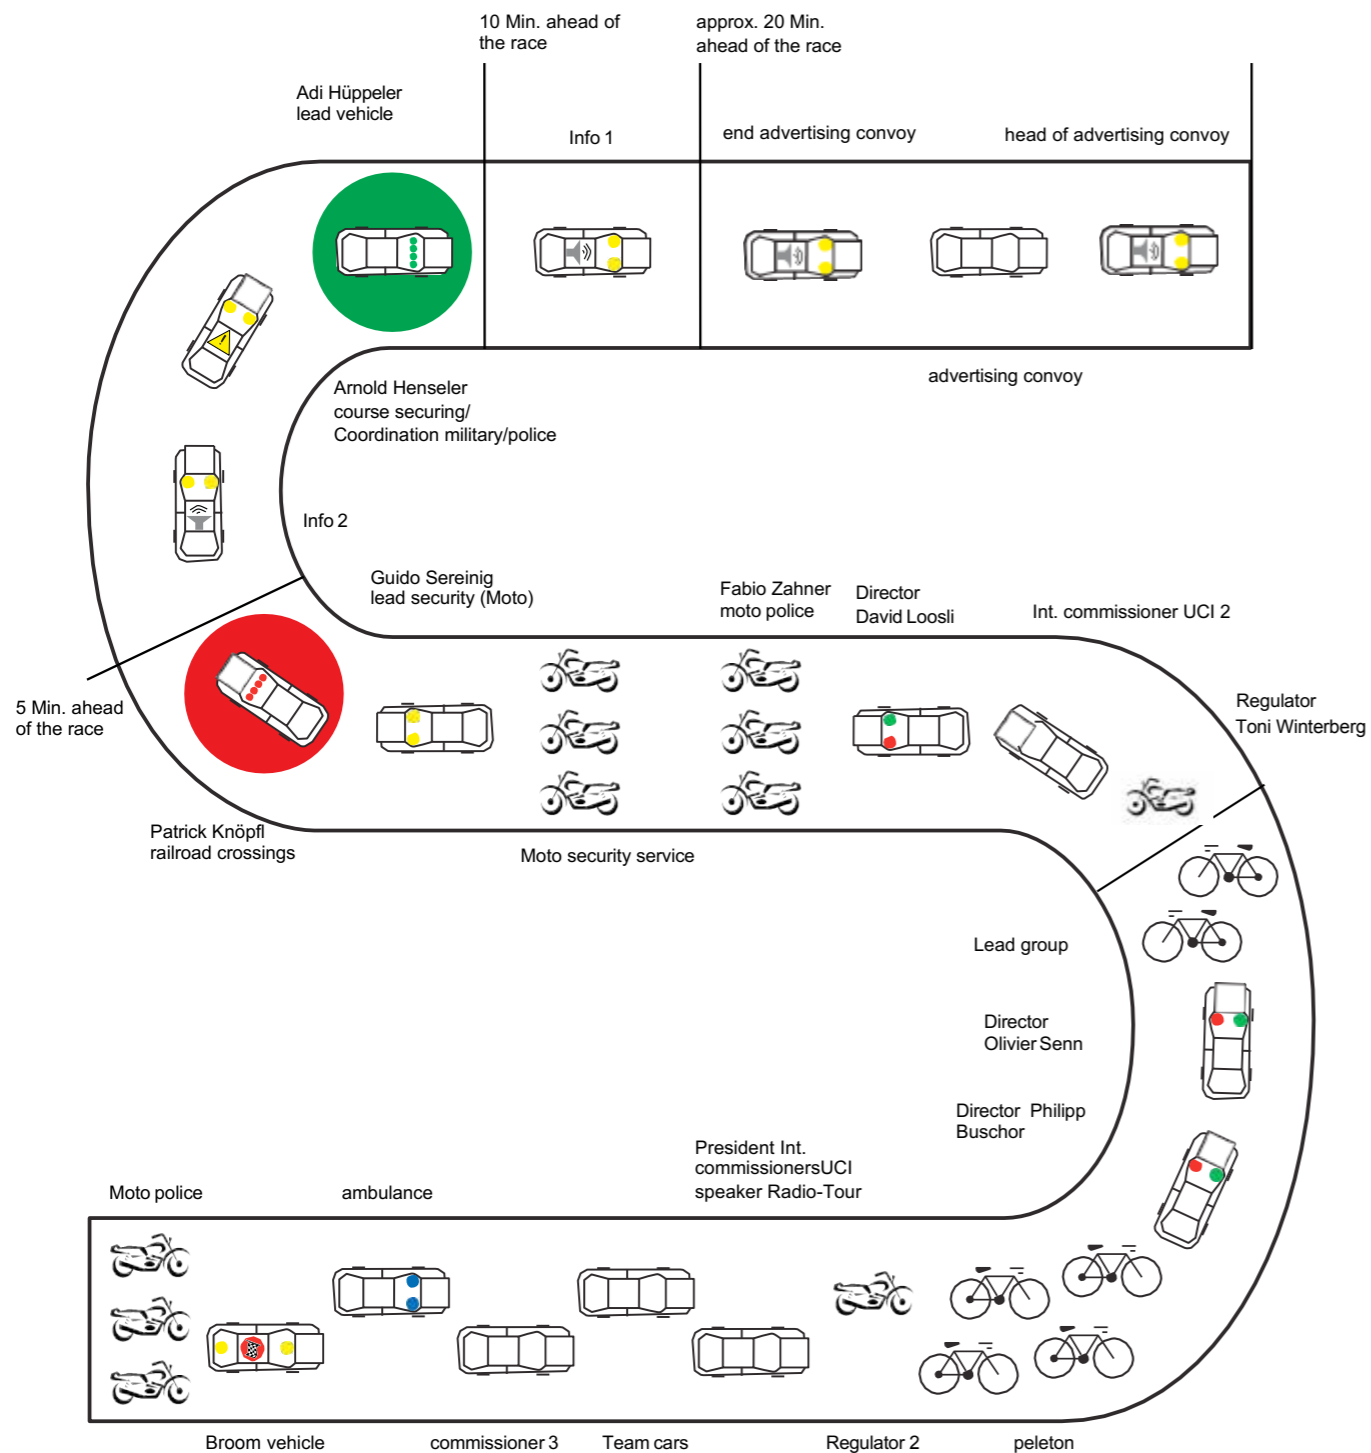 10 Min. ahead of
the race
approx. 20 Min.
ahead of the race
Adi Hüppeler
lead vehicle
Info 1
end advertising convoy
head of advertising convoy
advertising convoy
Arnold Henseler
course securing/
Coordination military/police
Info 2
Guido Sereinig
lead security (Moto)
Fabio Zahner
moto police
Director
David Loosli
Int. commissioner UCI 2
Regulator
Toni Winterberg
5 Min. ahead
of the race
Patrick Knöpfl
railroad crossings
Moto security service
Lead group
Director
Olivier Senn
Director Philipp
Buschor
President Int.
commissionersUCI
speaker Radio-Tour
Moto police
ambulance
Broom vehicle
commissioner 3
Team cars
Regulator 2
peleton